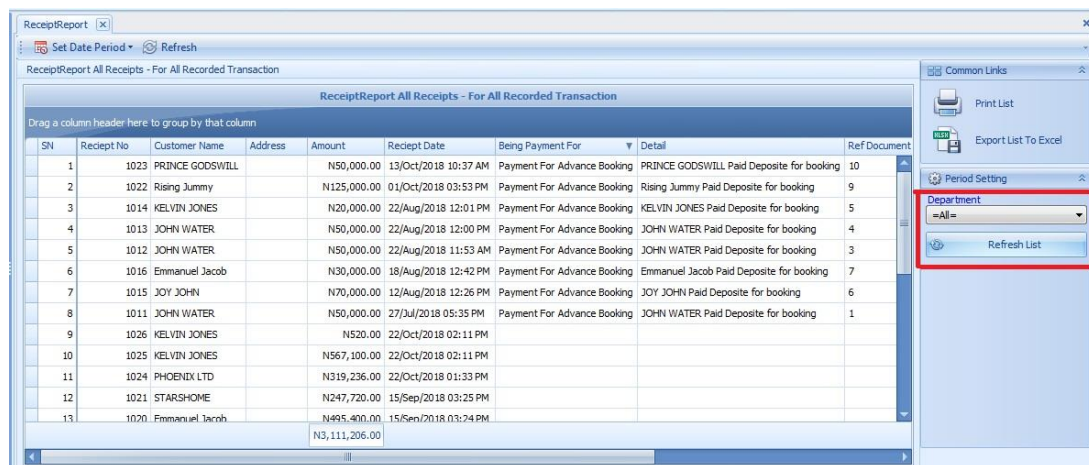 ReceiptReport
Set Date Period Refresh
ReceiptReport All Receipts - For All Recorded Transaction
ReceiptReport All Receipts - For All Recorded Transaction
Drag a column header here to group by that column
SN Reciept No Customer Name Address Amount Reciept Date Being Payment For Detail Ref Document
1 1023 PRINCE GODSWILL N50,000.00 13/Oct/2018 10:37 AM Payment For Advance Booking PRINCE GODSWILL Paid Deposite for booking 10
2 1022 Rising Jummy N125,000.00 01/Oct/2018 03:53 PM Payment For Advance Booking Rising Jummy Paid Deposite for booking 9
3 1014 KELVIN JONES N20,000.00 22/Aug/2018 12:01 PM Payment For Advance Booking KELVIN JONES Paid Deposite for booking 5
4 1013 JOHN WATER N50,000.00 22/Aug/2018 12:00 PM Payment For Advance Booking JOHN WATER Paid Deposite for booking 4
5 1012 JOHN WATER N50,000.00 22/Aug/2018 11:53 AM Payment For Advance Booking JOHN WATER Paid Deposite for booking 3
6 1016 Emmanuel Jacob N30,000.00 18/Aug/2018 12:42 PM Payment For Advance Booking Emmanuel Jacob Paid Deposite for booking 7
7 1015 JOY JOHN N70,000.00 12/Aug/2018 12:26 PM Payment For Advance Booking JOY JOHN Paid Deposite for booking 6
8 1011 JOHN WATER N50,000.00 27/Jul/2018 05:35 PM Payment For Advance Booking JOHN WATER Paid Deposite for booking 1
9 1026 KELVIN JONES N520.00 22/Oct/2018 02:11 PM
10 1025 KELVIN JONES N567,100.00 22/Oct/2018 02:11 PM
11 1024 PHOENIX LTD N319,236.00 22/Oct/2018 01:33 PM
12 1021 STARSHOME N247,720.00 15/Sep/2018 03:25 PM
13 1020 Emmanuel Jacob N495,400.00 15/Sep/2018 03:24 PM
N3,111,206.00
Common Links
Print List
XLSX
Export List To Excel
Period Setting
Department
=All=
Refresh List